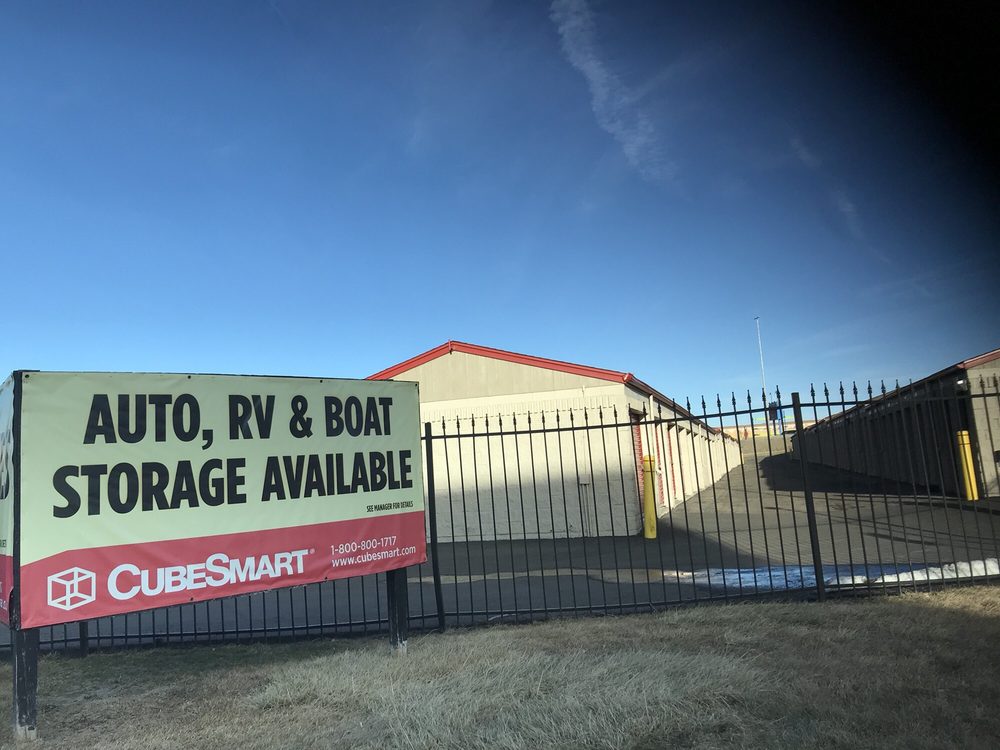 AUTO, RV & BOAT
STORAGE AVAILABLE
SEE MANAGER FOR DETAILS
CUBESMART®
1-800-800-1717
www.cubesmart.com